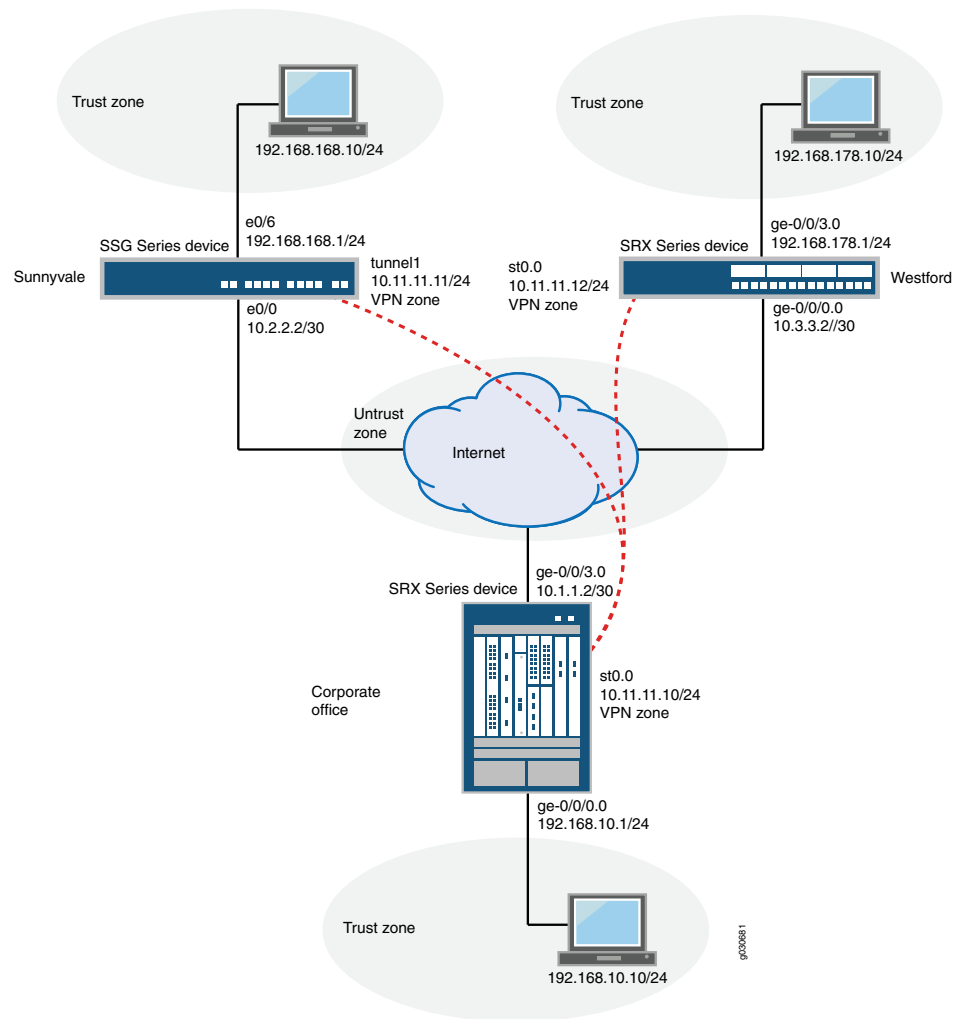 Trust zone
192.168.168.10/24
Trust zone
192.168.178.10/24
e0/6
192.168.168.1/24
SSG Series device
Sunnyvale
tunnel1
10.11.11.11/24
VPN zone
e0/0
10.2.2.2/30
ge-0/0/3.0
192.168.178.1/24
SRX Series device
st0.0
10.11.11.12/24
VPN zone
Westford
ge-0/0/0.0
10.3.3.2//30
Untrust
zone
Internet
ge-0/0/3.0
10.1.1.2/30
SRX Series device
st0.0
10.11.11.10/24
VPN zone
Corporate
office
ge-0/0/0.0
192.168.10.1/24
Trust zone
192.168.10.10/24
g030681